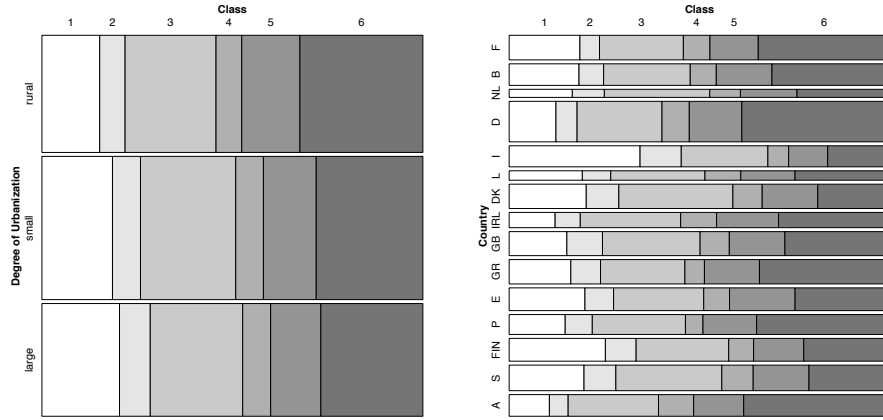 Class
1 2 3 4 5 6
Degree of Urbanization
rural
small
large
Class
1 2 3 4 5 6
Country
F
B
NL
D
I
L
DK
IRL
GB
GR
E
P
FIN
S
A